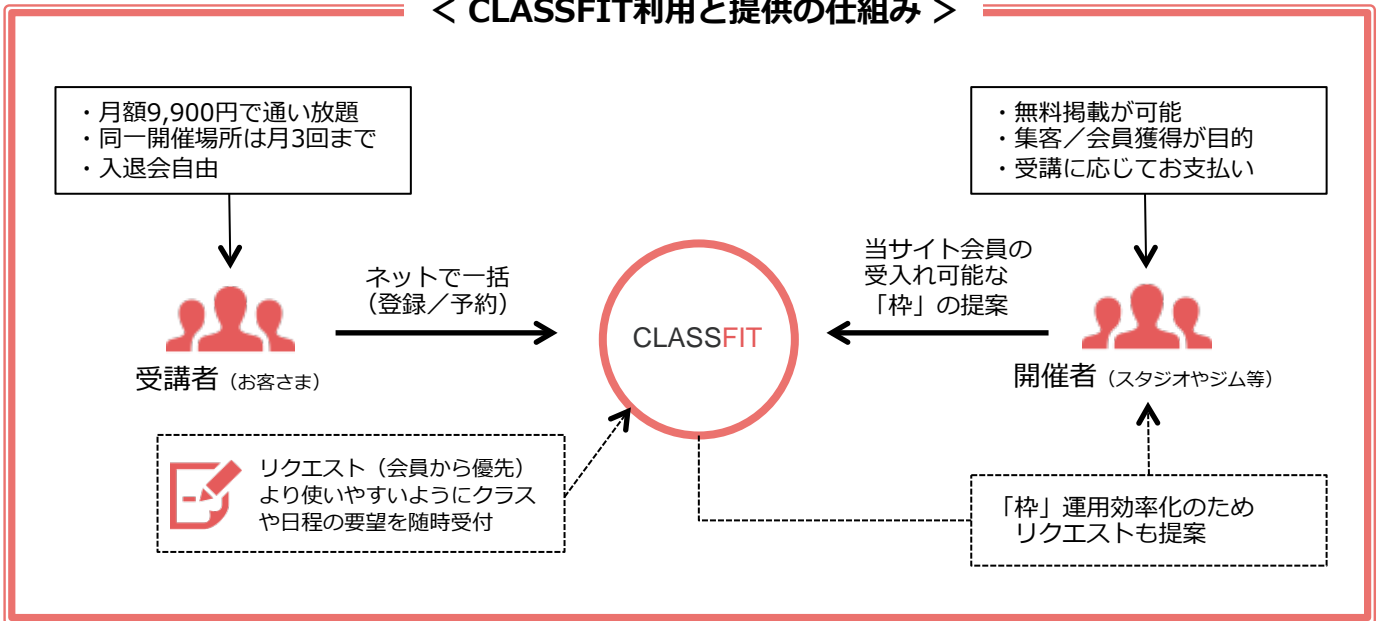 < CLASSFIT利用と提供の仕組み >
・月額9,900円で通い放題
・同一開催場所は月3回まで
・入退会自由
・無料掲載が可能
・集客／会員獲得が目的
・受講に応じてお支払い
ネットで一括
（登録／予約）
当サイト会員の
受入れ可能な
「枠」の提案
CLASSFIT
受講者（お客さま）
開催者（スタジオやジム等）
リクエスト（会員から優先）
より使いやすいようにクラス
や日程の要望を随時受付
「枠」運用効率化のため
リクエストも提案